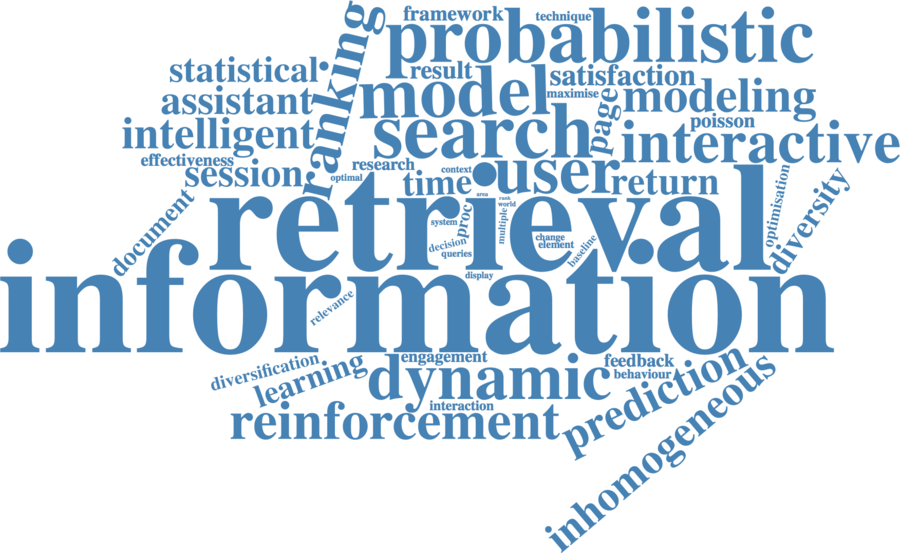 framework
technique
probabilistic
ranking
statistical
result
model
satisfaction
maximise
page
modeling
assistant
search
poisson
intelligent
interactive
effectiveness
session
research
optimal
context
time
user
return
optimisation
diversity
document
retrieval
area
rank
world
multiple
proc
system
decision
queries
change
element
baseline
display
information
relevance
diversification
learning
engagement
dynamic
feedback
behaviour
interaction
reinforcement
prediction
inhomogeneous